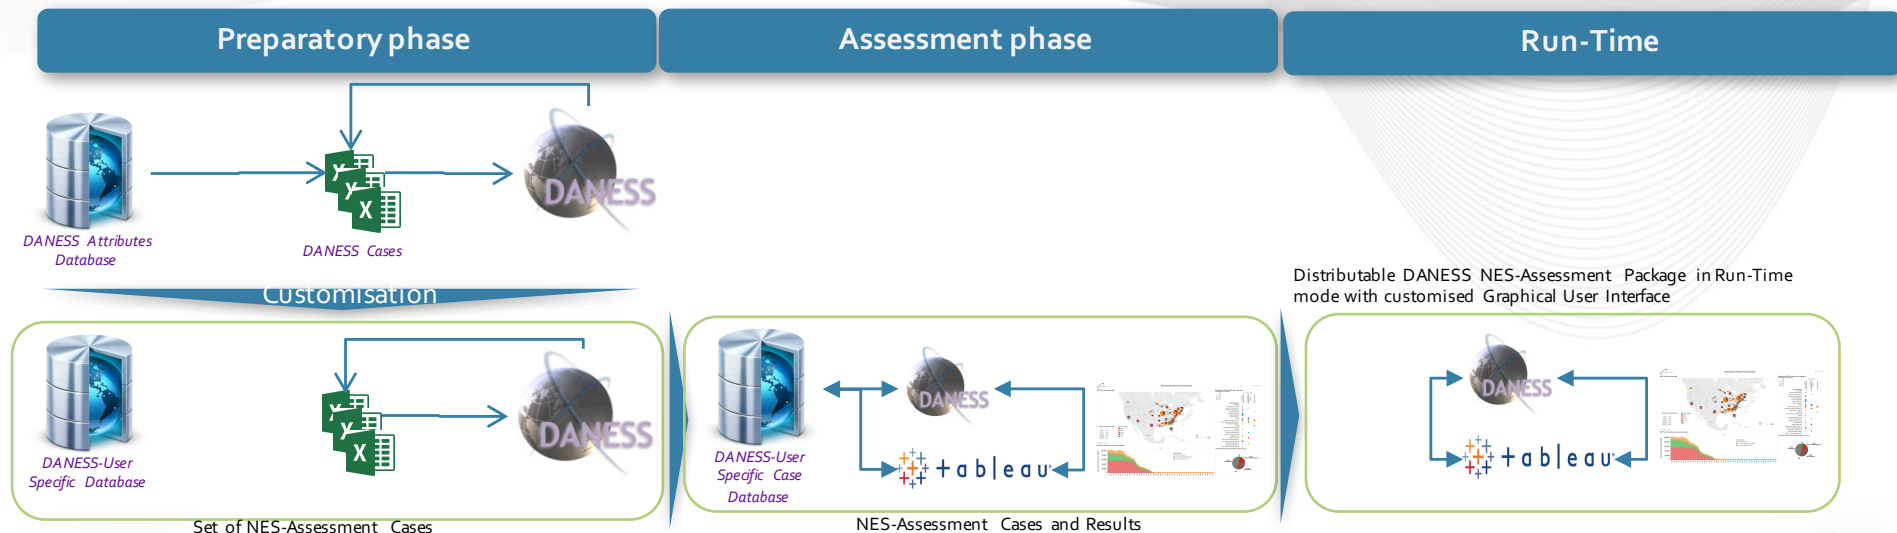 Preparatory phase
Assessment phase
Run-Time
DANESS
DANESS Attributes
Database
DANESS Cases
X
X
X
Customisation
Distributable DANESS NES-Assessment Package in Run-Time
mode with customised Graphical User Interface
DANESS-User
Specific Database
X
X
X
DANESS
Set of NES-Assessment Cases
DANESS-User
Specific Case
Database
DANESS
+ableau
NES-Assessment Cases and Results
DANESS
+ableau